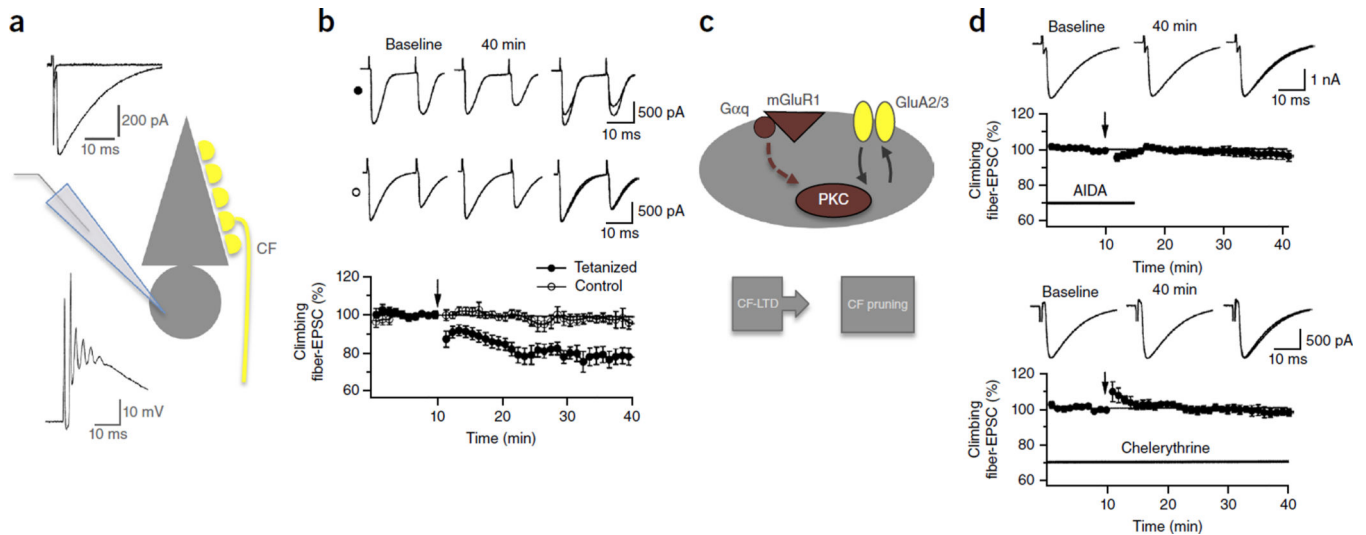 a
200 pA
10 ms
CF
10 mV
10 ms
b
Baseline 40 min
500 pA
10 ms
500 pA
10 ms
Tetanized
Control
120
100
80
60
0 10 20 30 40
Climbing
fiber-EPSC (%)
Time (min)
c
Gαq mGluR1 GluA2/3
PKC
CF-LTD CF pruning
d
Baseline 40 min
1 nA
10 ms
120
100
80
60
AIDA
10 20 30 40
Climbing
fiber-EPSC (%)
Time (min)
Baseline 40 min
500 pA
10 ms
120
100
80
60
Chelerythrine
10 20 30 40
Climbing
fiber-EPSC (%)
Time (min)